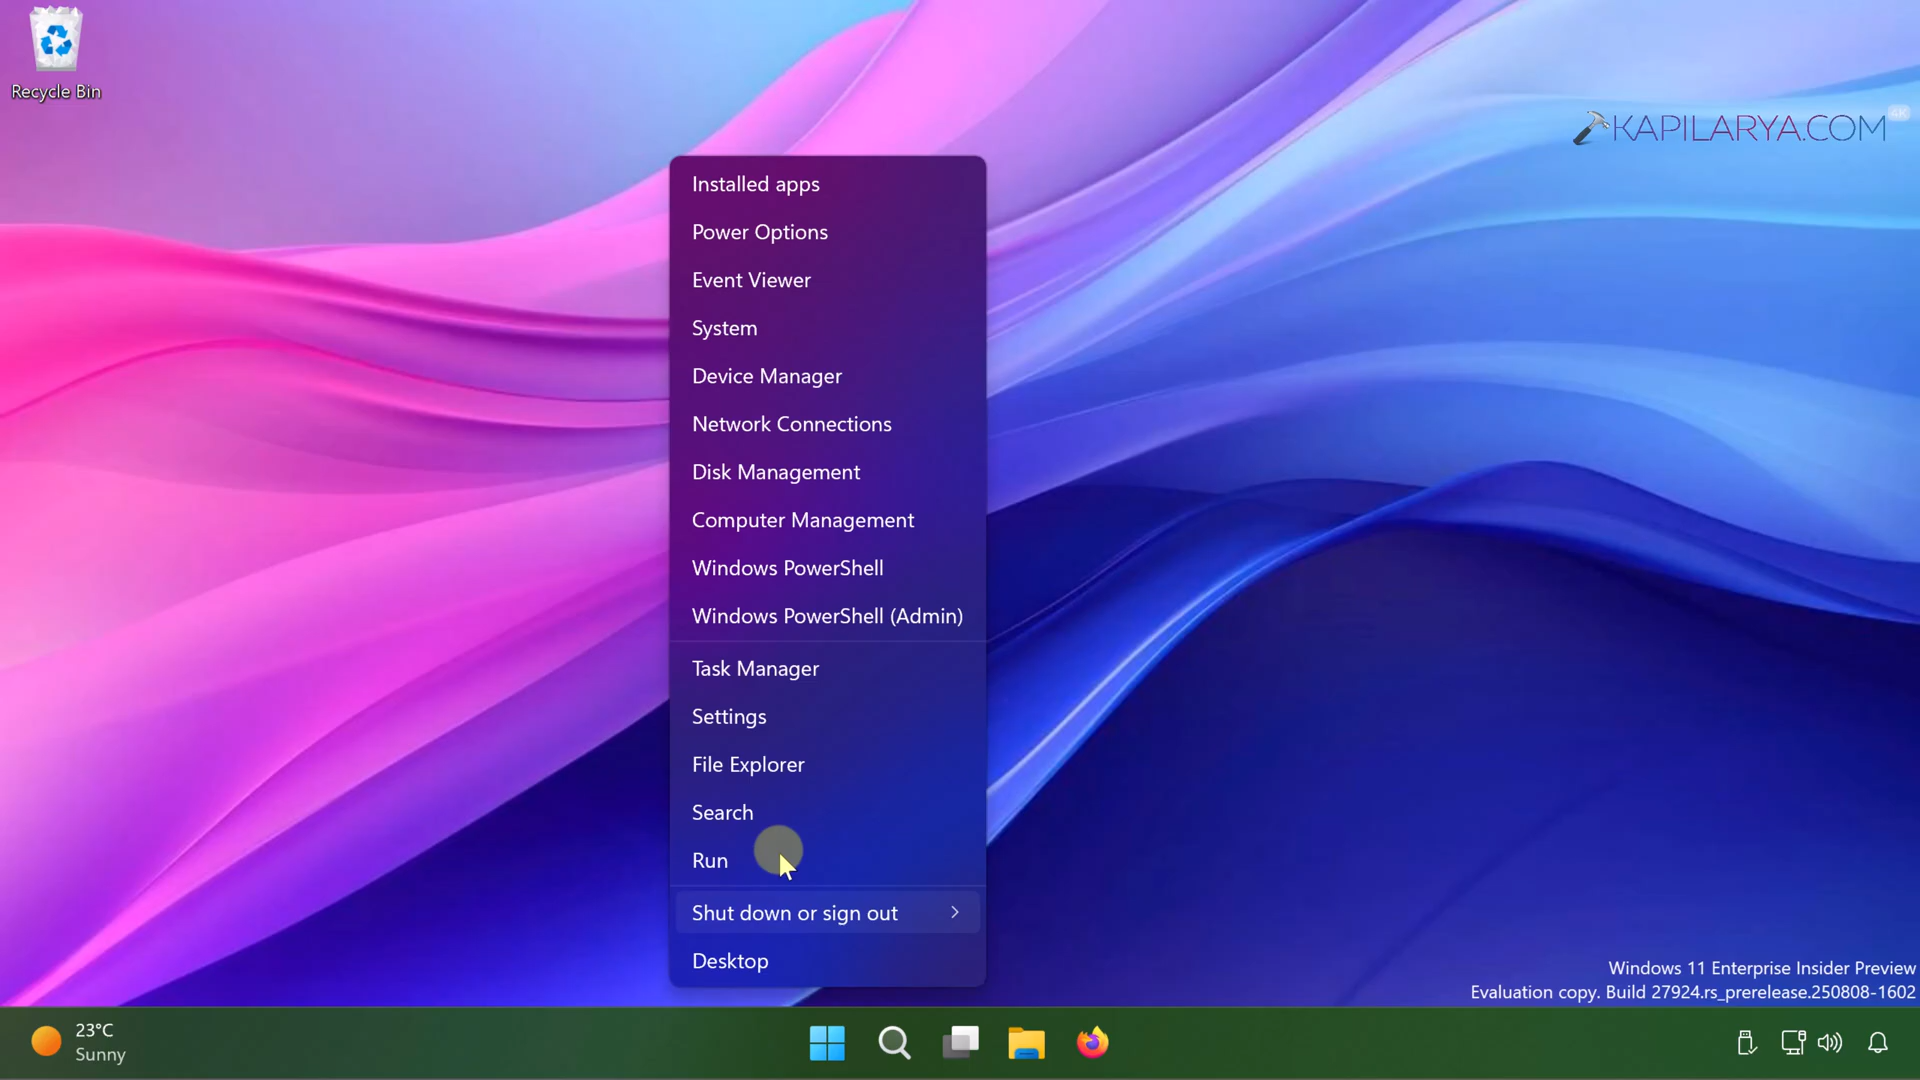 Recycle Bin
KAPILARYA.COM
4K
Installed apps
Power Options
Event Viewer
System
Device Manager
Network Connections
Disk Management
Computer Management
Windows PowerShell
Windows PowerShell (Admin)
Task Manager
Settings
File Explorer
Search
Run
Shut down or sign out
Desktop
Windows 11 Enterprise Insider Preview
Evaluation copy. Build 27924.rs_prerelease.250808-1602
23°C
Sunny